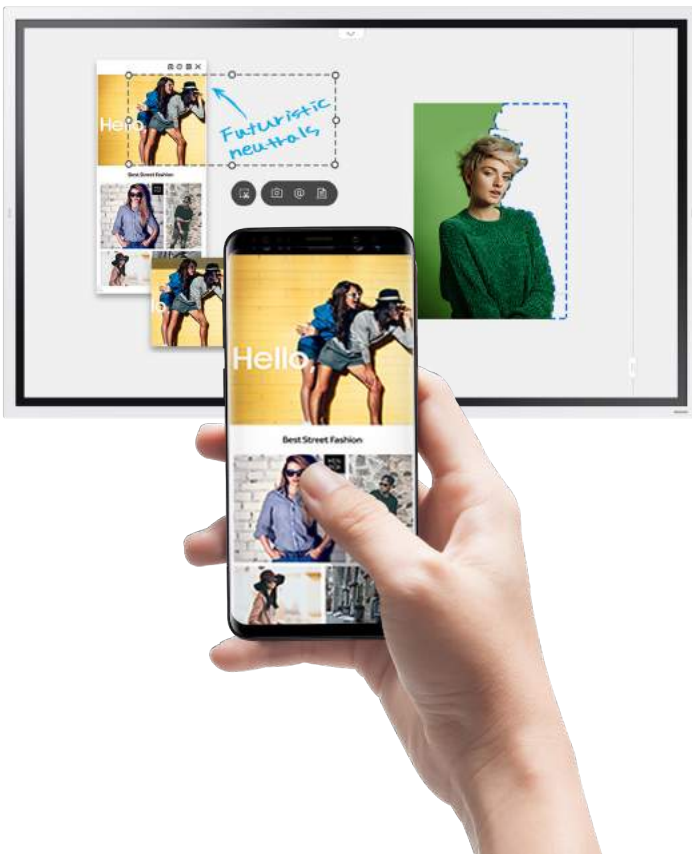 Hello,
Futuristic
neutrals
Best Street Fashion
Hello,
Best Street Fashion